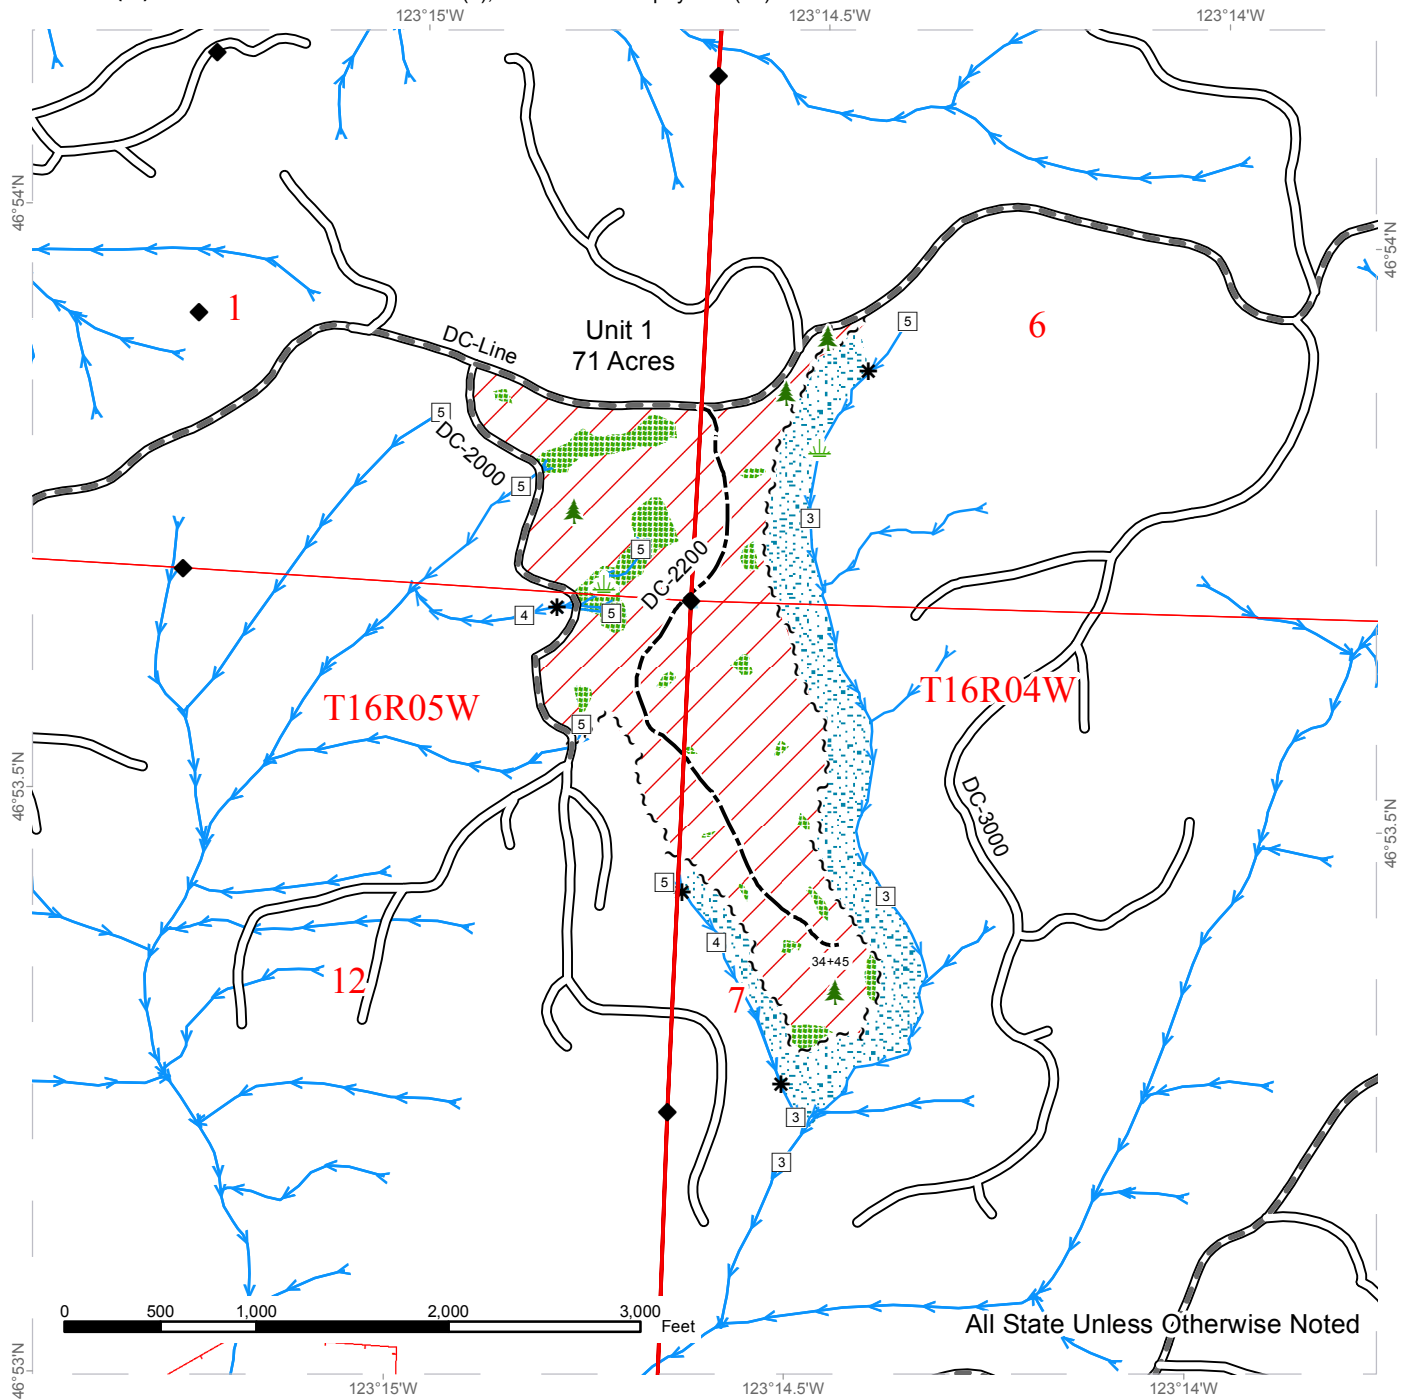 123°15'W
123°14.5'W
123°14'W
46°54'N
46°54'N
1
6
DC-Line
Unit 1
71 Acres
5
5
DC-2000
5
3
5
DC-2200
4
5
T16R05W
T16R04W
5
46°53.5'N
46°53.5'N
DC-3000
5
3
4
34+45
12
7
3
3
0
500
1,000
2,000
3,000
Feet
All State Unless Otherwise Noted
46°53'N
123°15'W
123°14.5'W
123°14'W